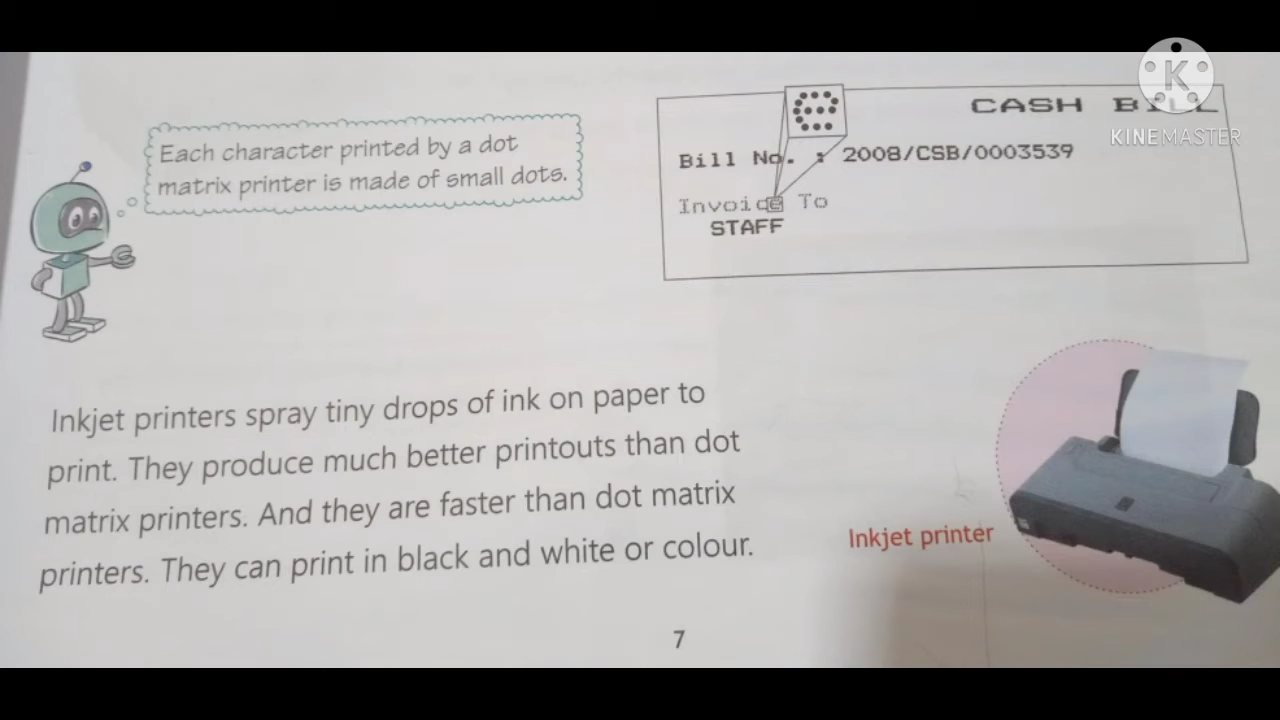 Each character printed by a dot
matrix printer is made of small dots.
CASH BILL
Bill No. : 2008/CSB/0003539
Invoice To
STAFF
K
KINEMASTER
Inkjet printers spray tiny drops of ink on paper to
print. They produce much better printouts than dot
matrix printers. And they are faster than dot matrix
printers. They can print in black and white or colour.
Inkjet printer
7